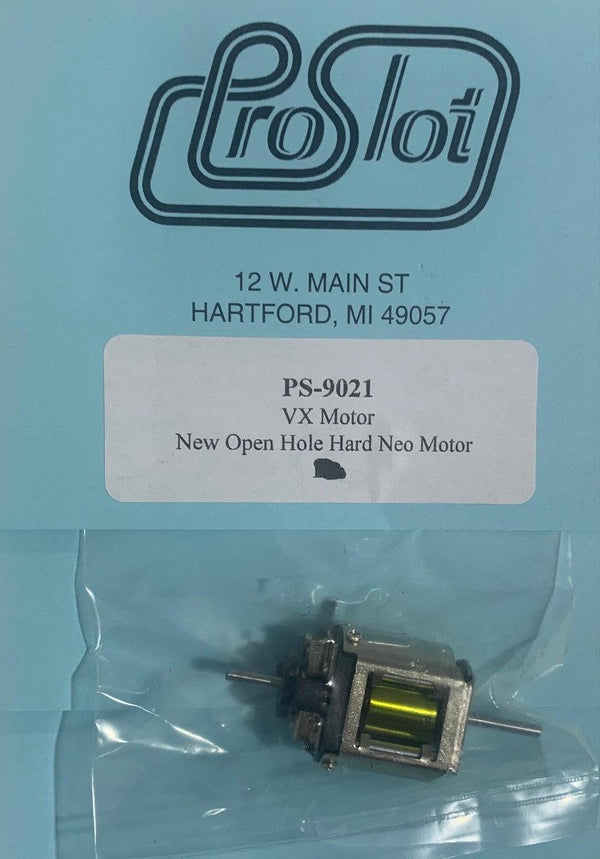 ProSlot
12 W. MAIN ST
HARTFORD, MI 49057
PS-9021
VX Motor
New Open Hole Hard Neo Motor